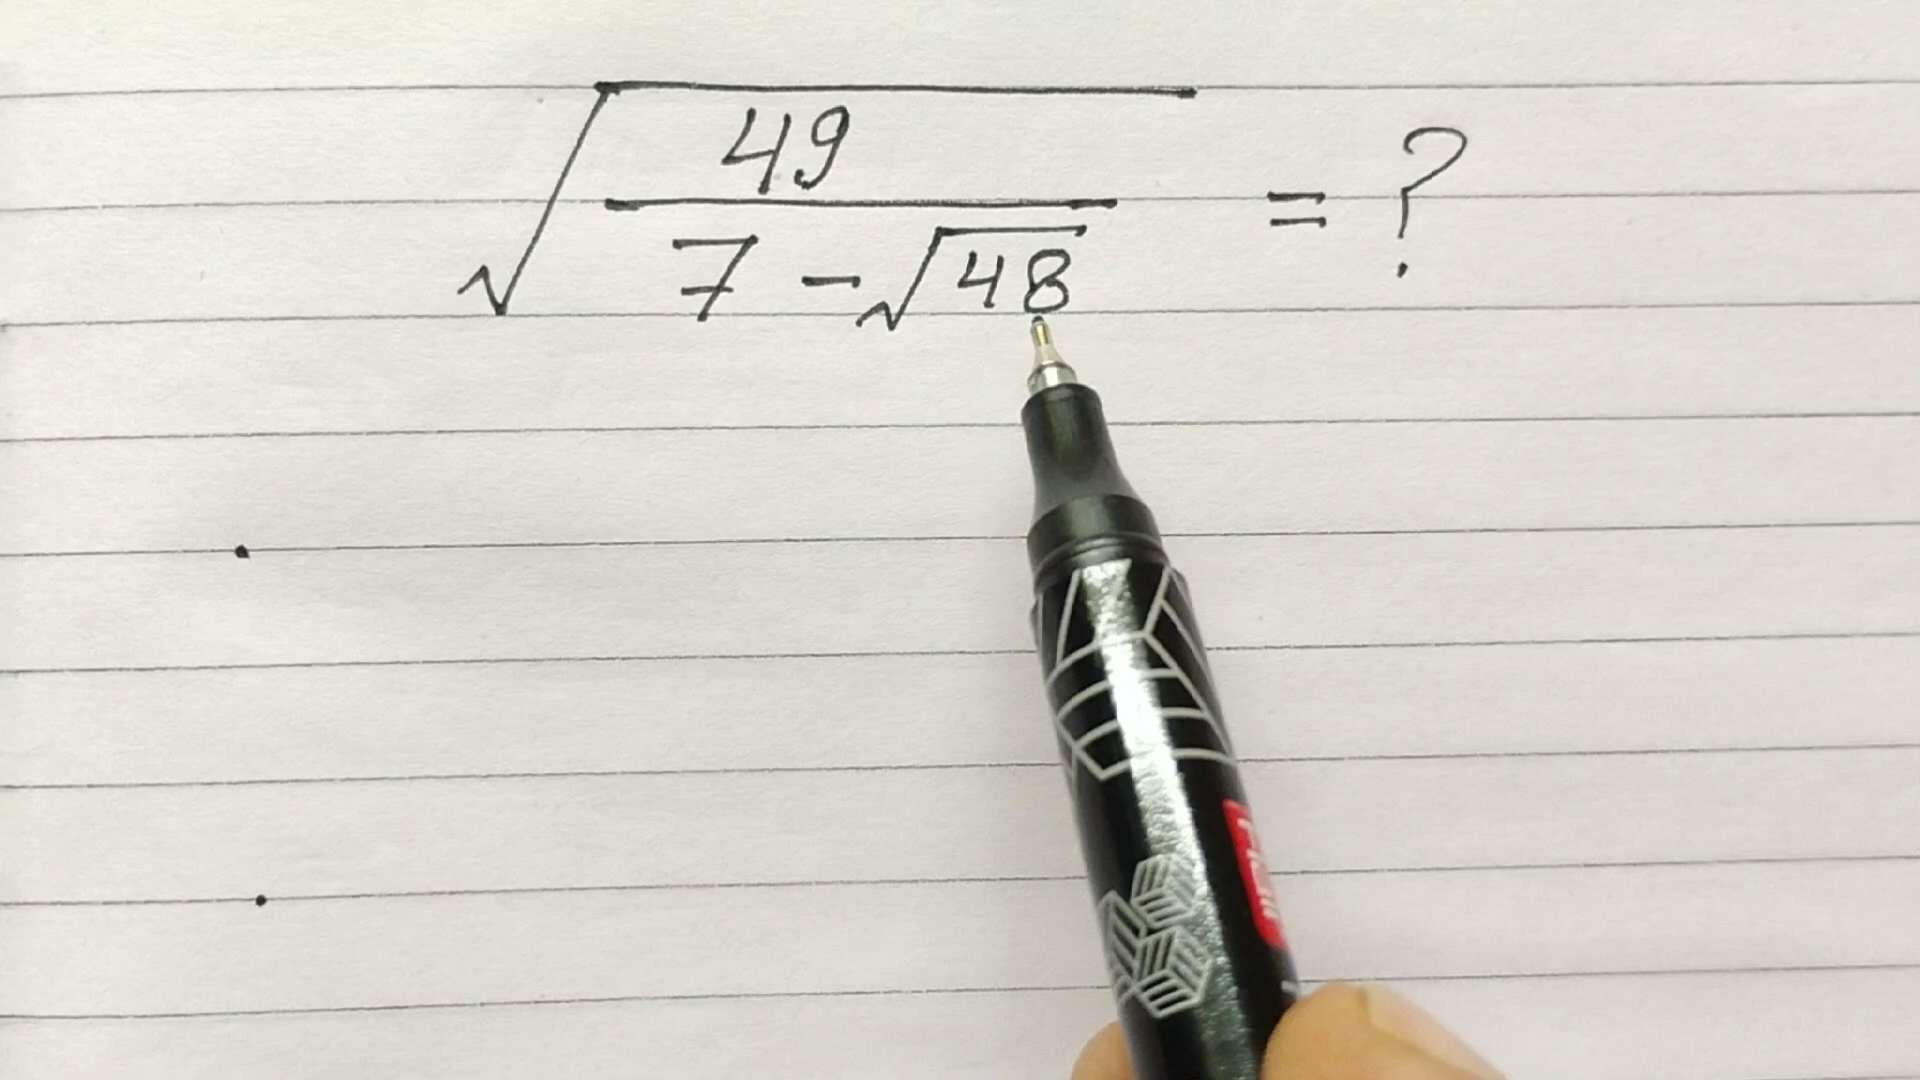 √(49/(7 - √48)) = ?